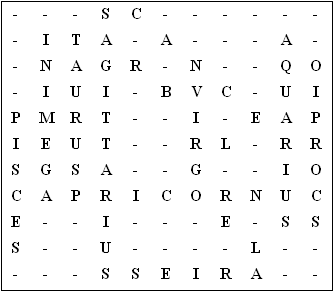 - - - S C - - - - - -
- I T A - A - - - A -
- N A G R - N - - Q O
- I U I - B V C - U I
P M R T - - I - E A P
I E U T - - R L - R R
S G S A - - G - - I O
C A P R I C O R N U C
E - - I - - - E - S S
S - - U - - - - L - -
- - - S S E I R A - -